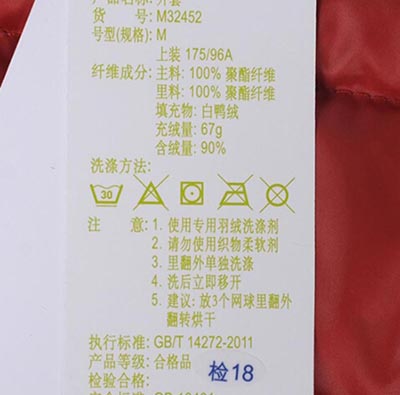 产品名称: 外套
货 号: M32452
号型(规格): M
上装 175/96A
纤维成分: 主料: 100% 聚酯纤维
里料: 100% 聚酯纤维
填充物: 白鸭绒
充绒量: 67g
含绒量: 90%
洗涤方法:
30
注 意: 1. 使用专用羽绒洗涤剂
2. 请勿使用织物柔软剂
3. 里翻外单独洗涤
4. 洗后立即移开
5. 建议: 放3个网球里翻外
翻转烘干
执行标准: GB/T 14272-2011
产品等级: 合格品
检验合格: 检18